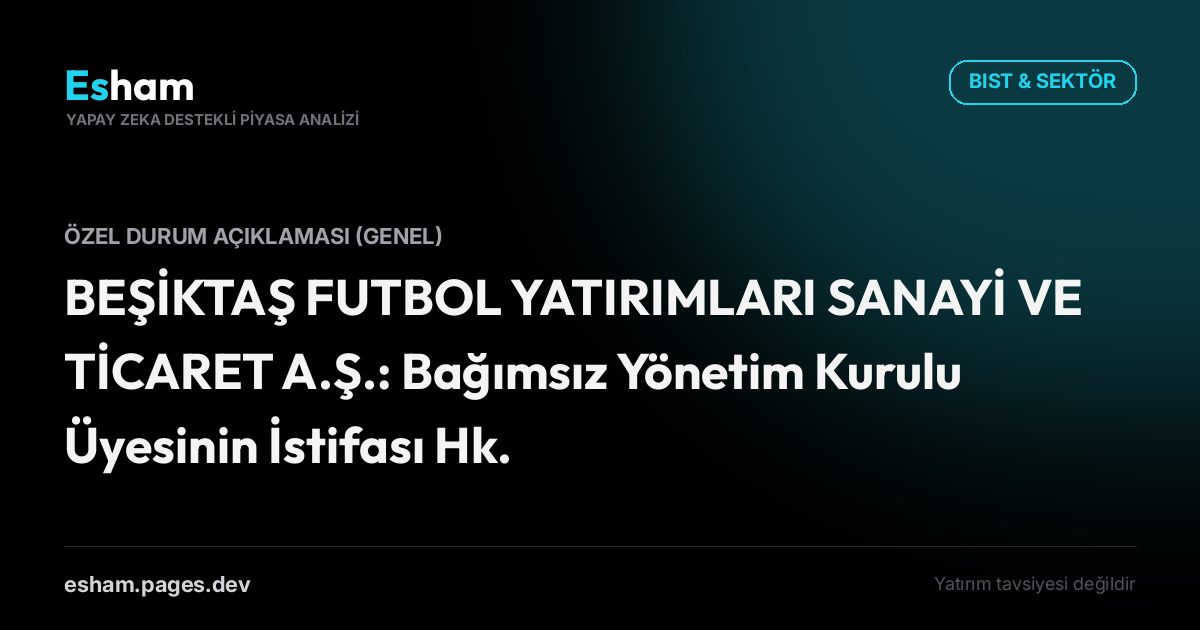 Esham
BIST & SEKTÖR
YAPAY ZEKA DESTEKLİ PİYASA ANALİZİ
ÖZEL DURUM AÇIKLAMASI (GENEL)
BEŞİKTAŞ FUTBOL YATIRIMLARI SANAYİ VE
TİCARET A.Ş.: Bağımsız Yönetim Kurulu
Üyesinin İstifası Hk.
esham.pages.dev
Yatırım tavsiyesi değildir